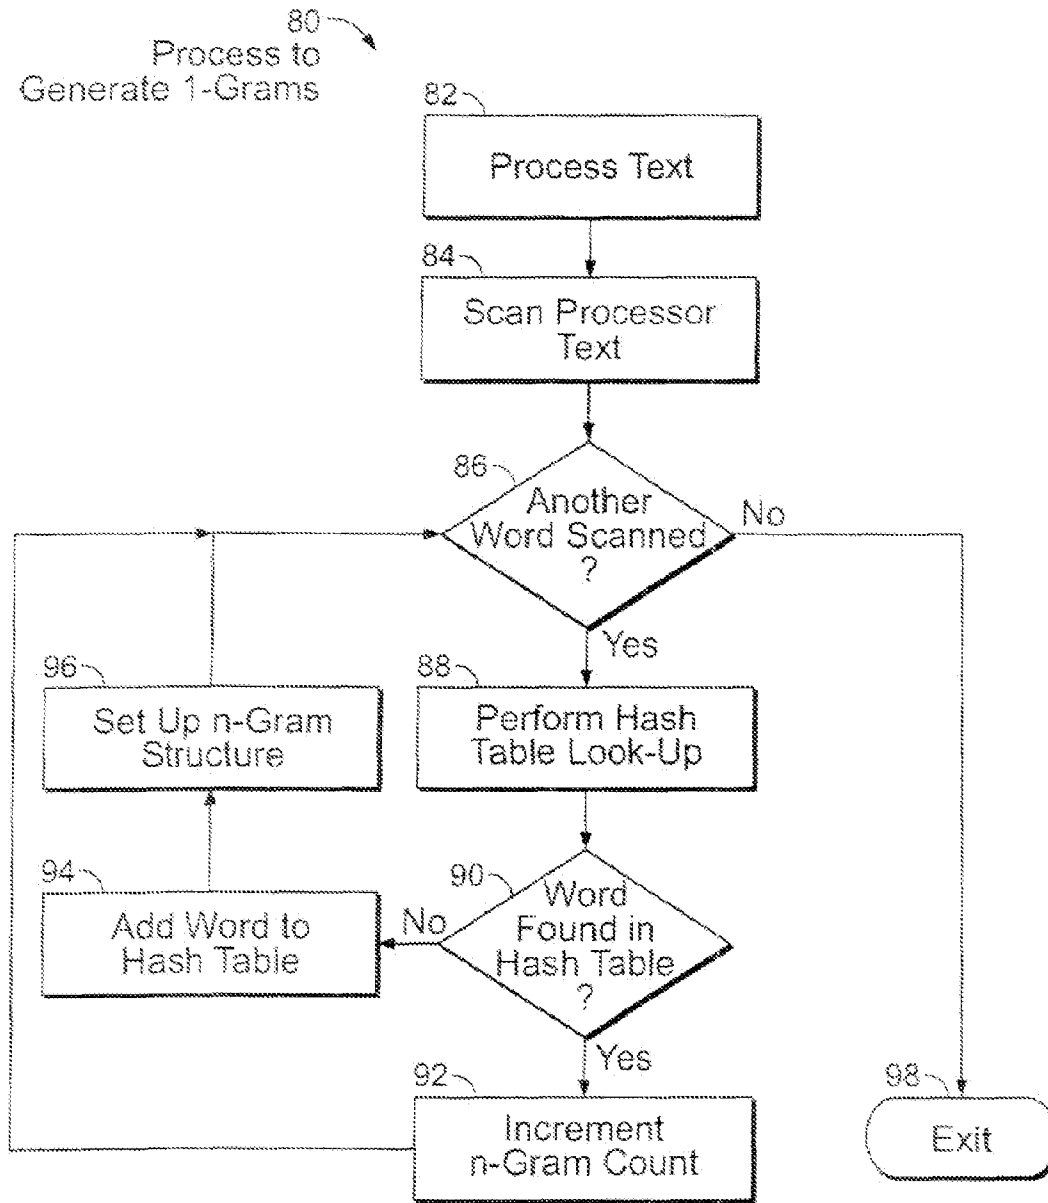 80
Process to
Generate 1-Grams
82
Process Text
84
Scan Processor
Text
86
Another
Word Scanned
?
No
Yes
96
Set Up n-Gram
Structure
88
Perform Hash
Table Look-Up
94
Add Word to
Hash Table
No
90
Word
Found in
Hash Table
?
Yes
92
Increment
n-Gram Count
98
Exit